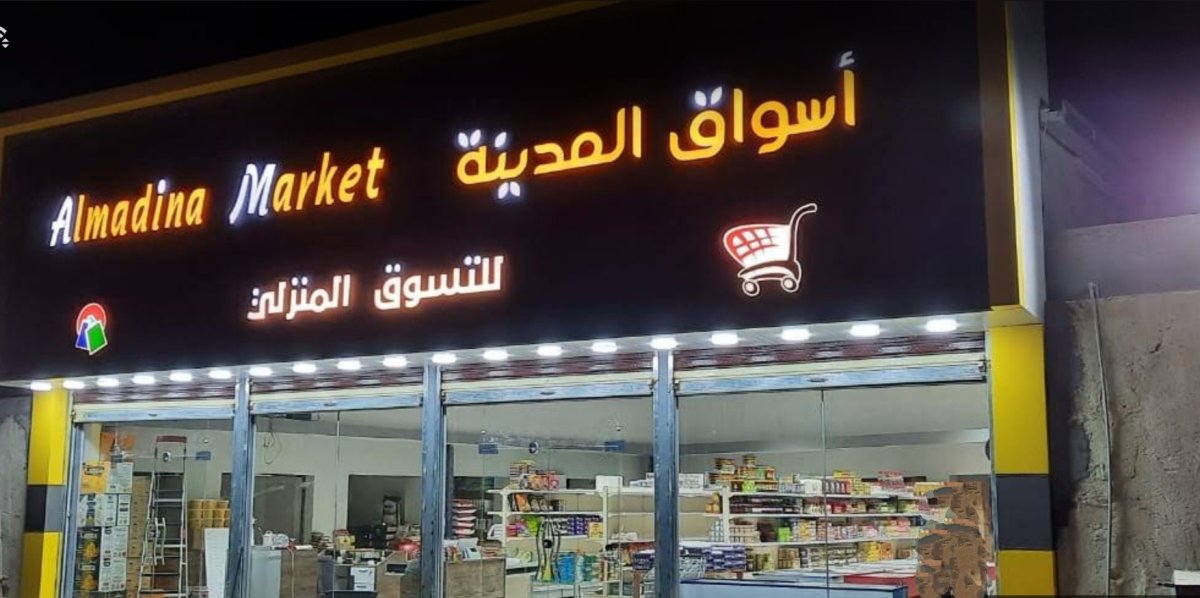 أسواق المدينة
Almadina Market
للتسوق المنزلي